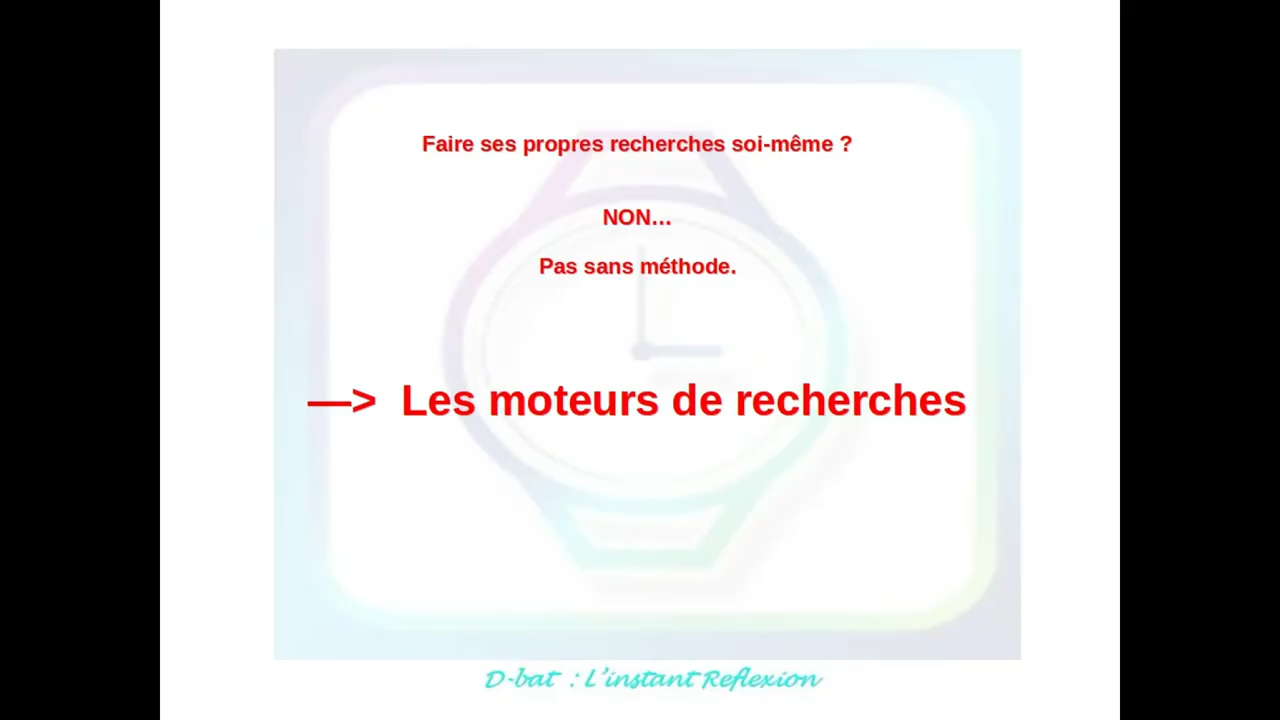 Faire ses propres recherches soi-même ?
NON…
Pas sans méthode.
—> Les moteurs de recherches
D-bat : L'instant Reflexion